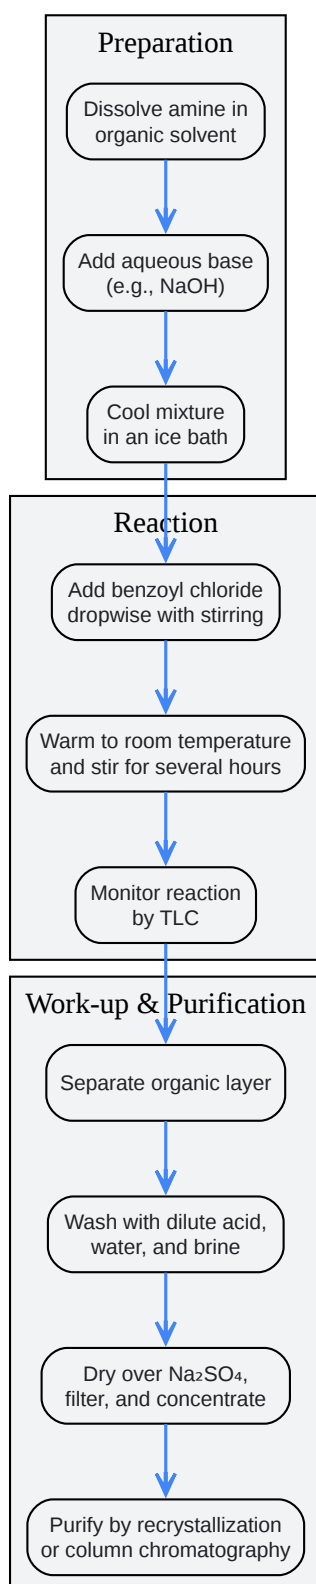 Preparation
Dissolve amine in
organic solvent
Add aqueous base
(e.g., NaOH)
Cool mixture
in an ice bath
Reaction
Add benzoyl chloride
dropwise with stirring
Warm to room temperature
and stir for several hours
Monitor reaction
by TLC
Work-up & Purification
Separate organic layer
Wash with dilute acid,
water, and brine
Dry over Na₂SO₄,
filter, and concentrate
Purify by recrystallization
or column chromatography